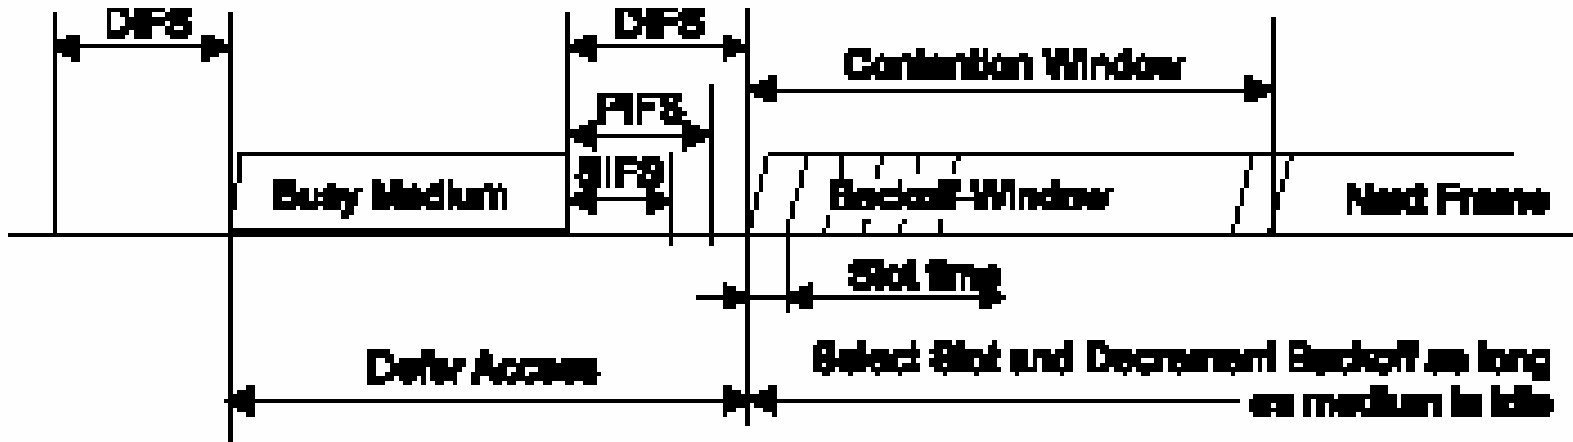 DIFS
DIFS
Contention Window
PIFS
SIFS
Busy Medium
Backoff-Window
Next Frame
Slot time
Defer Access
Select Slot and Decrement Backoff as long
as medium is idle